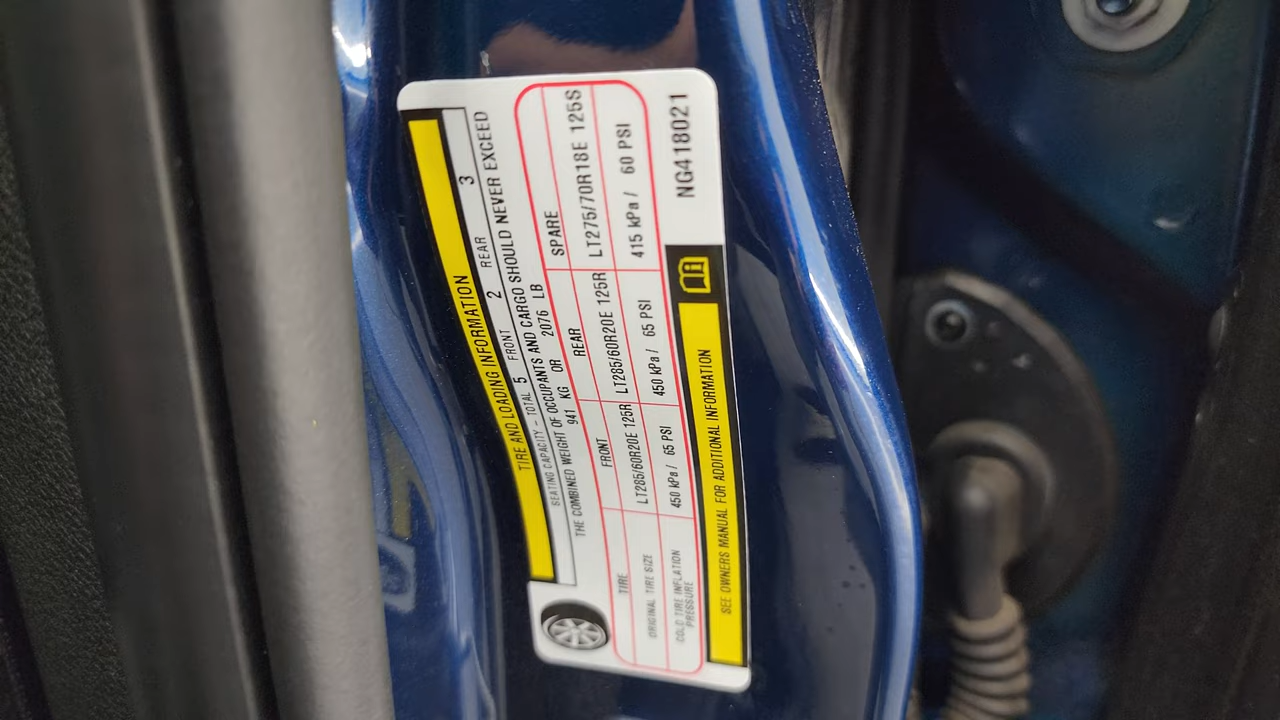 TIRE AND LOADING INFORMATION
SEATING CAPACITY - TOTAL 5 FRONT 2 REAR 3
THE COMBINED WEIGHT OF OCCUPANTS AND CARGO SHOULD NEVER EXCEED
941 KG OR 2076 LB
TIRE FRONT REAR SPARE
ORIGINAL TIRE SIZE LT285/60R20E 125R LT285/60R20E 125R LT275/70R18E 125S
COLD TIRE INFLATION PRESSURE 450 kPa / 65 PSI 450 kPa / 65 PSI 415 kPa / 60 PSI
SEE OWNERS MANUAL FOR ADDITIONAL INFORMATION
NG418021